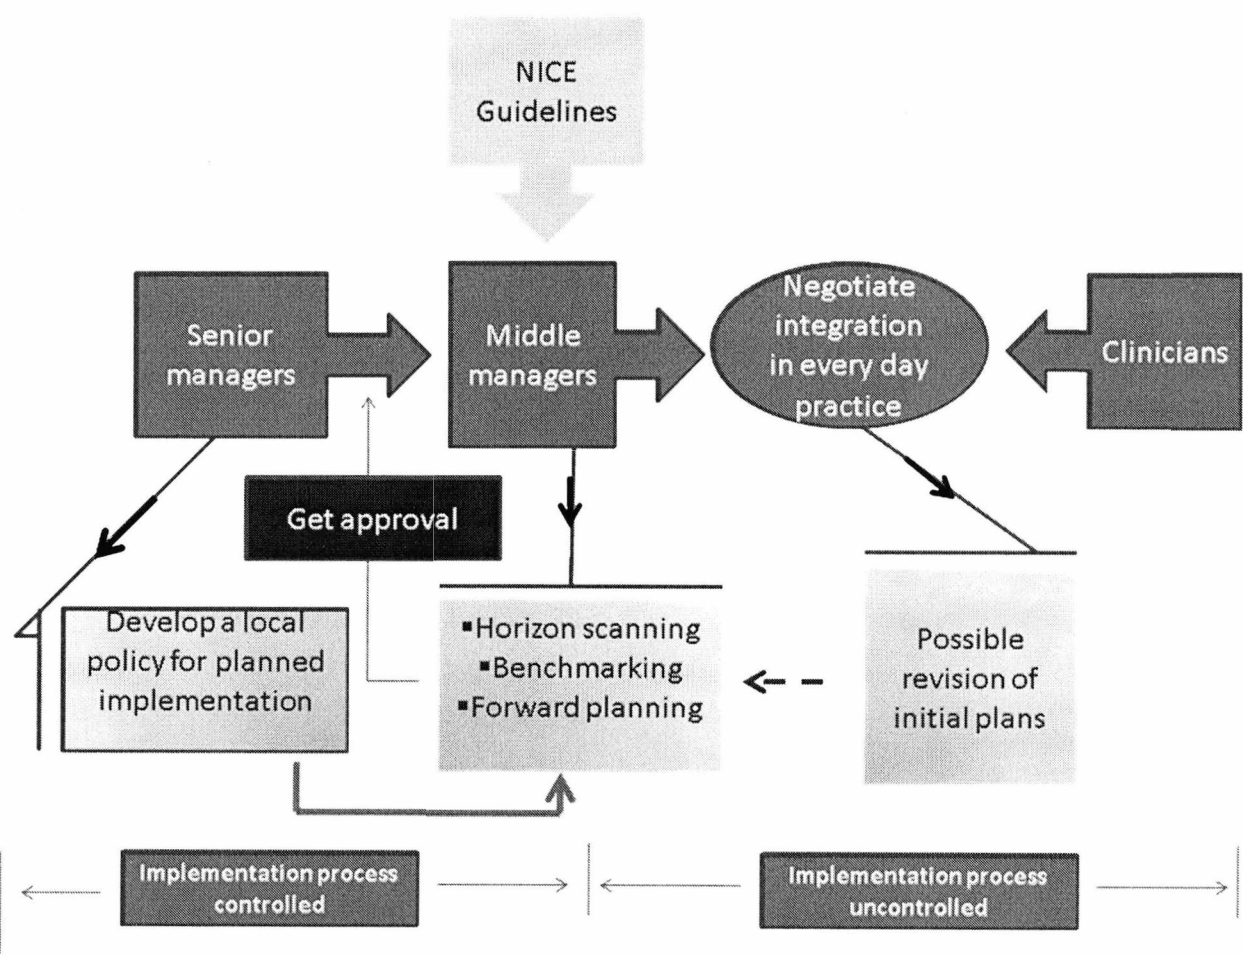 NICE
Guidelines
Senior
managers
Middle
managers
Negotiate
integration
in every day
practice
Clinicians
Get approval
Develop a local
policy for planned
implementation
▪Horizon scanning
▪Benchmarking
▪Forward planning
Possible
revision of
initial plans
Implementation process
controlled
Implementation process
uncontrolled